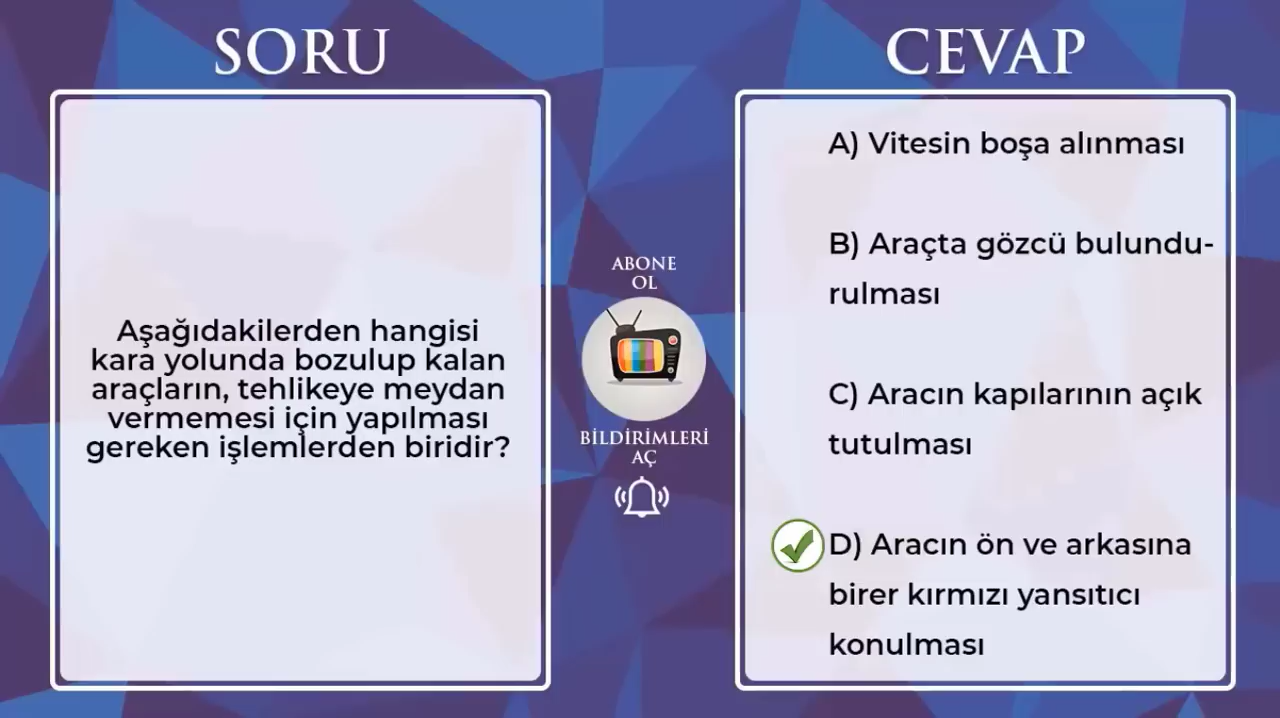 SORU
Aşağıdakilerden hangisi
kara yolunda bozulup kalan
araçların, tehlikeye meydan
vermemesi için yapılması
gereken işlemlerden biridir?
ABONE
OL
BİLDİRİMLERİ
AÇ
CEVAP
A) Vitesin boşa alınması
B) Araçta gözcü bulundu-
rulması
C) Aracın kapılarının açık
tutulması
D) Aracın ön ve arkasına
birer kırmızı yansıtıcı
konulması